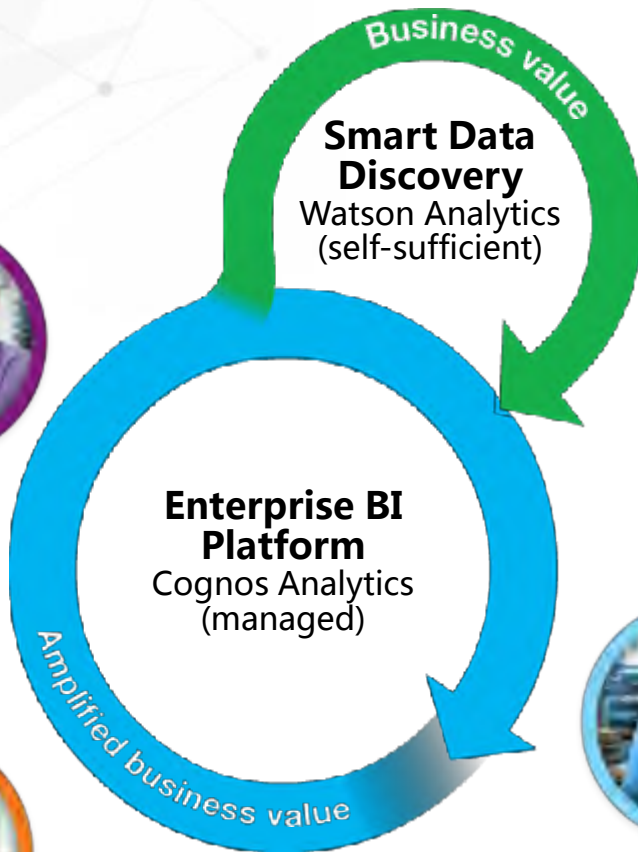 Business value
Smart Data
Discovery
Watson Analytics
(self-sufficient)
Enterprise BI
Platform
Cognos Analytics
(managed)
Amplified business value